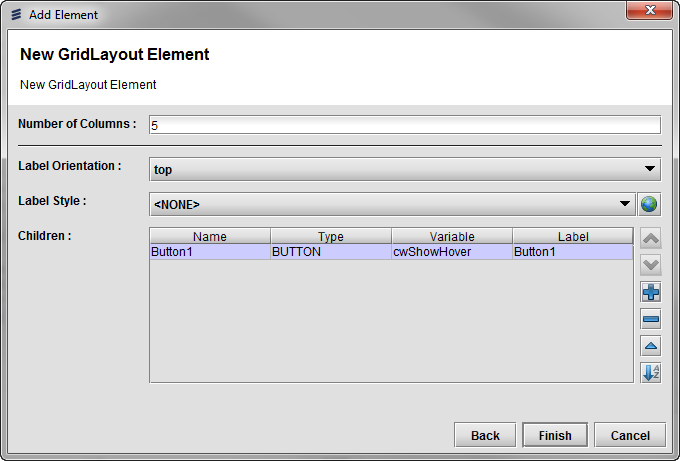 Add Element
New GridLayout Element
New GridLayout Element
Number of Columns : 5
Label Orientation : top
Label Style : <NONE>
Children : Name Type Variable Label
Button1 BUTTON cwShowHover Button1
A
Z
Back Finish Cancel